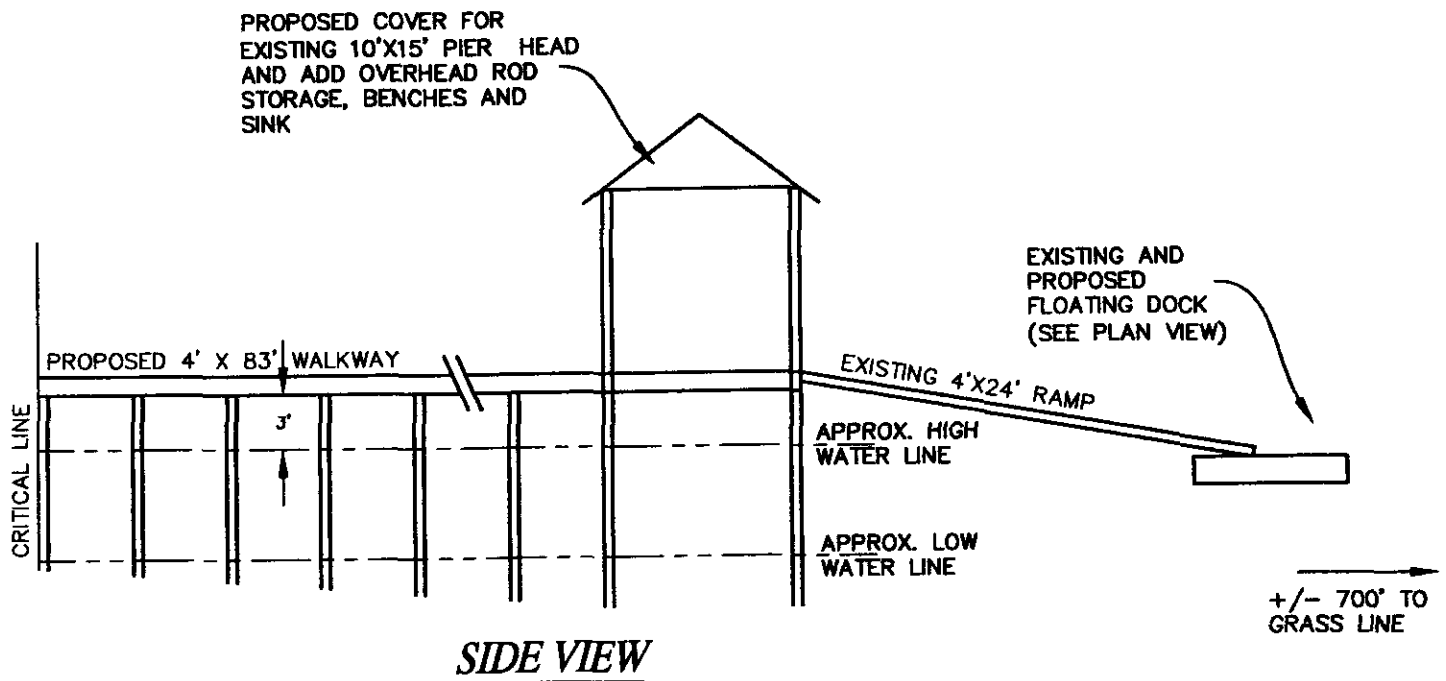 PROPOSED COVER FOR
EXISTING 10'X15' PIER HEAD
AND ADD OVERHEAD ROD
STORAGE, BENCHES AND
SINK
EXISTING AND
PROPOSED
FLOATING DOCK
(SEE PLAN VIEW)
PROPOSED 4' X 83' WALKWAY
EXISTING 4'X24' RAMP
3'
CRITICAL LINE
APPROX. HIGH
WATER LINE
APPROX. LOW
WATER LINE
+/- 700' TO
GRASS LINE
SIDE VIEW